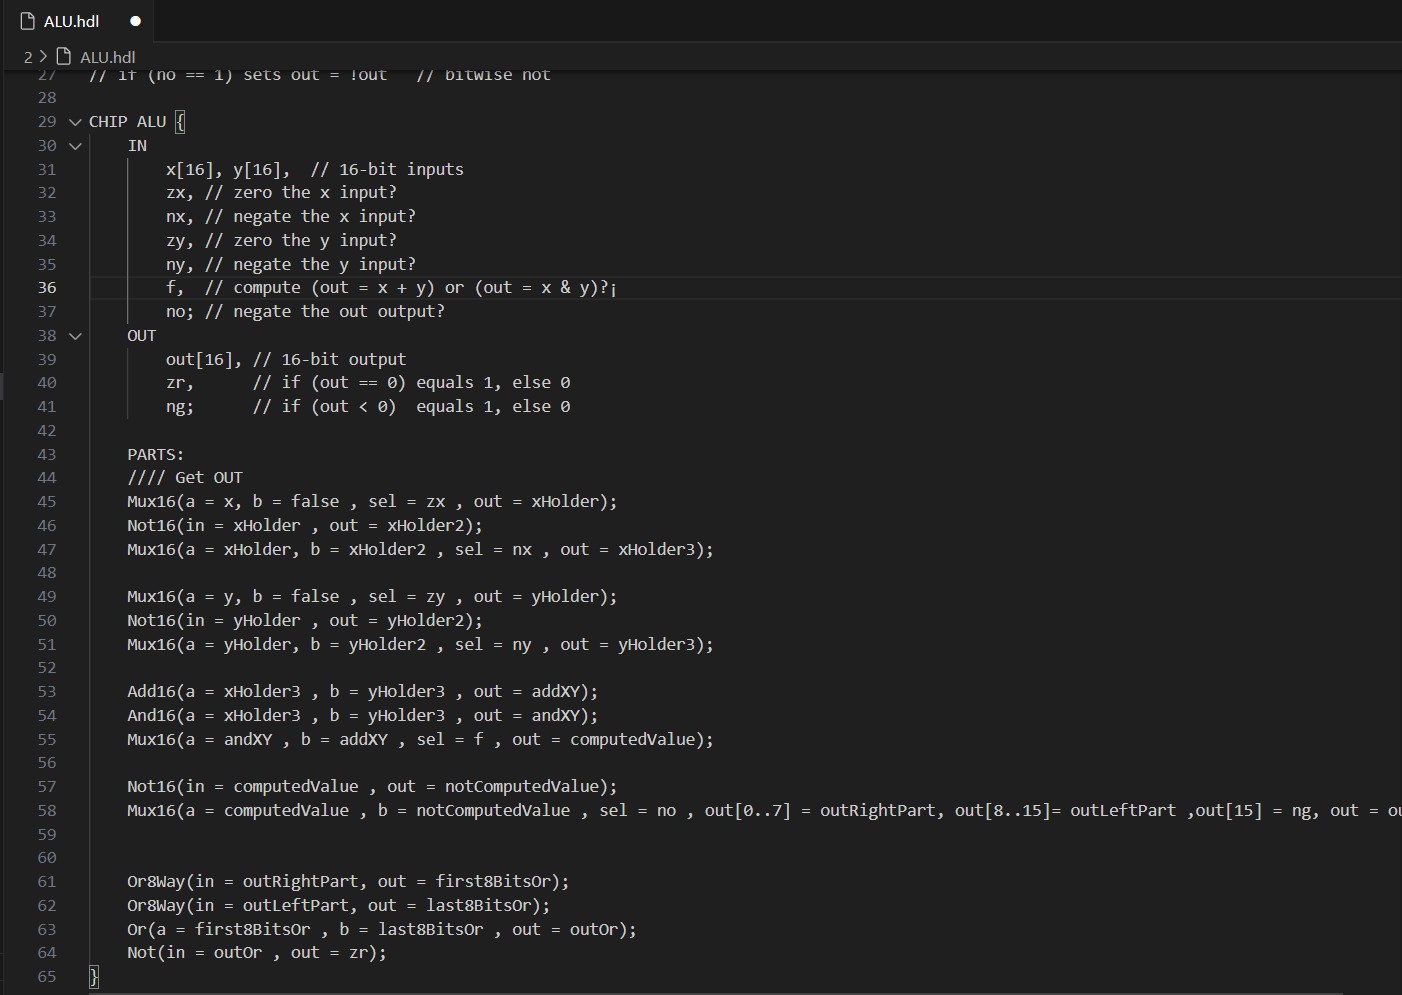 ALU.hdl
2 > ALU.hdl
27 // if (no == 1) sets out = !out   // bitwise not
28
29 CHIP ALU {
30     IN
31         x[16], y[16],  // 16-bit inputs
32         zx, // zero the x input?
33         nx, // negate the x input?
34         zy, // zero the y input?
35         ny, // negate the y input?
36         f,  // compute (out = x + y) or (out = x & y)?¡
37         no; // negate the out output?
38     OUT
39         out[16], // 16-bit output
40         zr,      // if (out == 0) equals 1, else 0
41         ng;      // if (out < 0)  equals 1, else 0
42
43     PARTS:
44     //// Get OUT
45     Mux16(a = x, b = false , sel = zx , out = xHolder);
46     Not16(in = xHolder , out = xHolder2);
47     Mux16(a = xHolder, b = xHolder2 , sel = nx , out = xHolder3);
48
49     Mux16(a = y, b = false , sel = zy , out = yHolder);
50     Not16(in = yHolder , out = yHolder2);
51     Mux16(a = yHolder, b = yHolder2 , sel = ny , out = yHolder3);
52
53     Add16(a = xHolder3 , b = yHolder3 , out = addXY);
54     And16(a = xHolder3 , b = yHolder3 , out = andXY);
55     Mux16(a = andXY , b = addXY , sel = f , out = computedValue);
56
57     Not16(in = computedValue , out = notComputedValue);
58     Mux16(a = computedValue , b = notComputedValue , sel = no , out[0..7] = outRightPart, out[8..15]= outLeftPart ,out[15] = ng, out =
59
60
61     Or8Way(in = outRightPart, out = first8BitsOr);
62     Or8Way(in = outLeftPart, out = last8BitsOr);
63     Or(a = first8BitsOr , b = last8BitsOr , out = outOr);
64     Not(in = outOr , out = zr);
65 }